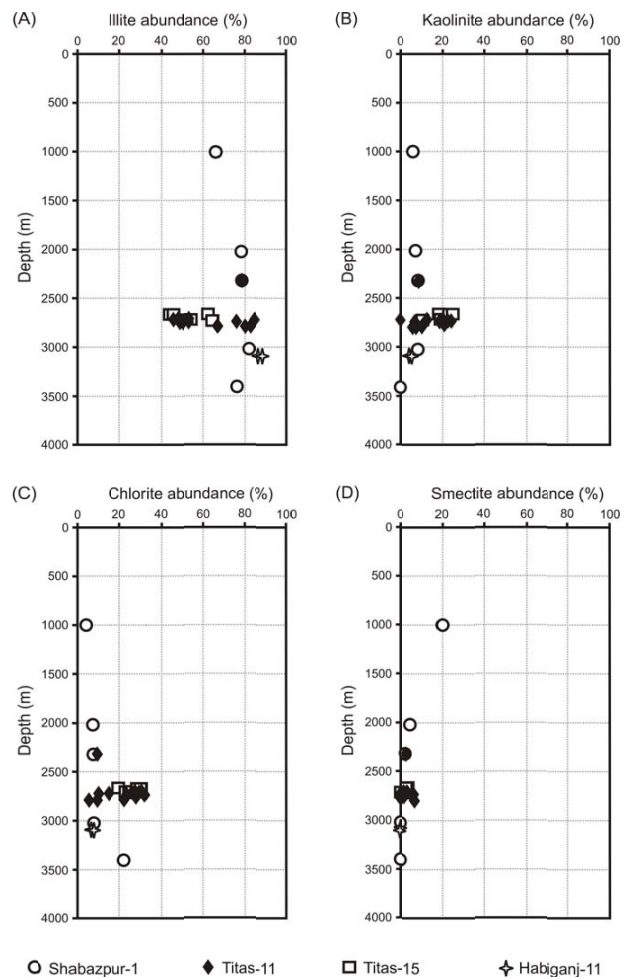 (A) Illite abundance (%)
0 20 40 60 80 100
0
500
1000
1500
2000
2500
3000
3500
4000
Depth (m)
(B) Kaolinite abundance (%)
0 20 40 60 80 100
0
500
1000
1500
2000
2500
3000
3500
4000
Depth (m)
(C) Chlorite abundance (%)
0 20 40 60 80 100
0
500
1000
1500
2000
2500
3000
3500
4000
Depth (m)
(D) Smectite abundance (%)
0 20 40 60 80 100
0
500
1000
1500
2000
2500
3000
3500
4000
Depth (m)
Shabazpur-1 Titas-11 Titas-15 Habiganj-11